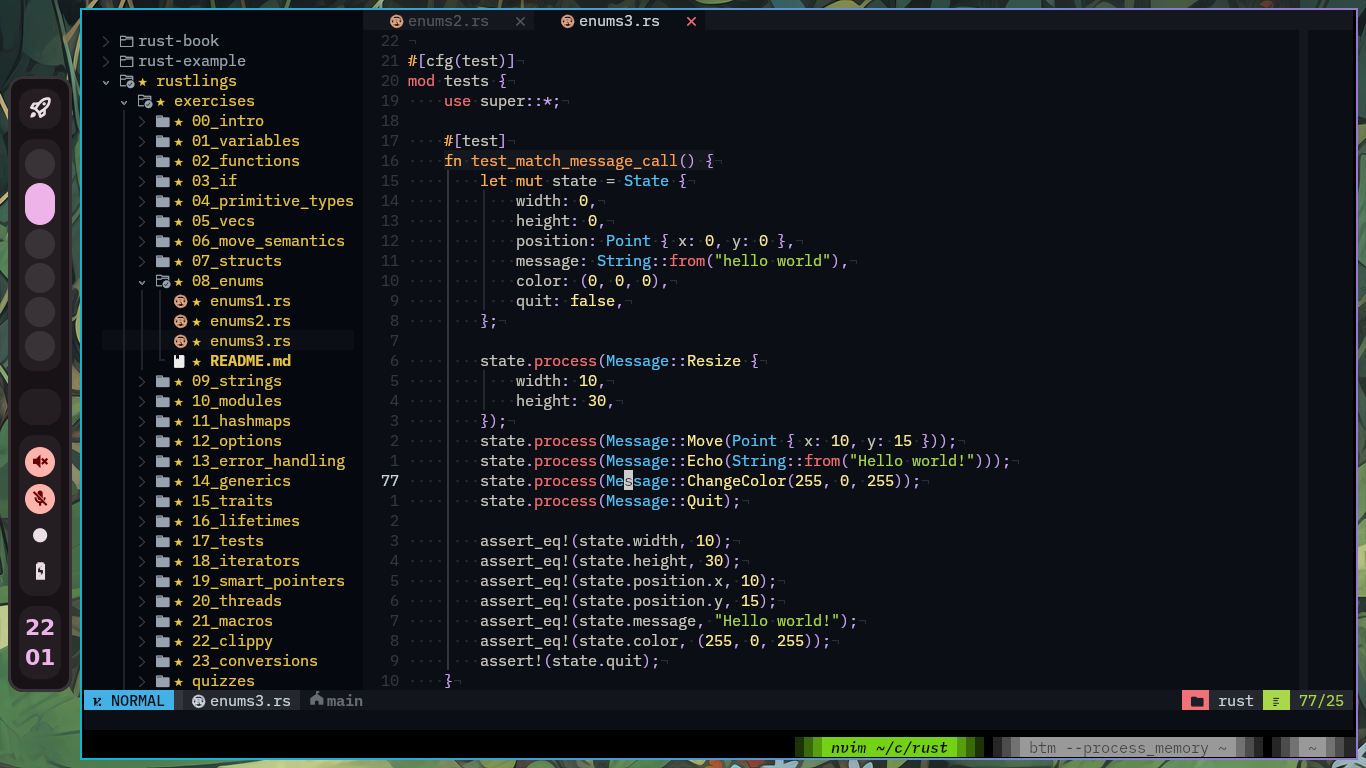 enums2.rs ✕ enums3.rs ✕
rust-book
rust-example
rustlings
exercises
00_intro
01_variables
02_functions
03_if
04_primitive_types
05_vecs
06_move_semantics
07_structs
08_enums
enums1.rs
enums2.rs
enums3.rs
README.md
09_strings
10_modules
11_hashmaps
12_options
13_error_handling
14_generics
15_traits
16_lifetimes
17_tests
18_iterators
19_smart_pointers
20_threads
21_macros
22_clippy
23_conversions
quizzes
22
21 #[cfg(test)]
20 mod tests {
19     use super::*;
18
17     #[test]
16     fn test_match_message_call() {
15         let mut state = State {
14             width: 0,
13             height: 0,
12             position: Point { x: 0, y: 0 },
11             message: String::from("hello world"),
10             color: (0, 0, 0),
9             quit: false,
8         };
7
6         state.process(Message::Resize {
5             width: 10,
4             height: 30,
3         });
2         state.process(Message::Move(Point { x: 10, y: 15 }));
1         state.process(Message::Echo(String::from("Hello world!")));
77         state.process(Message::ChangeColor(255, 0, 255));
1         state.process(Message::Quit);
2
3         assert_eq!(state.width, 10);
4         assert_eq!(state.height, 30);
5         assert_eq!(state.position.x, 10);
6         assert_eq!(state.position.y, 15);
7         assert_eq!(state.message, "Hello world!");
8         assert_eq!(state.color, (255, 0, 255));
9         assert!(state.quit);
10     }
22
01
NORMAL enums3.rs main rust 77/25
nvim ~/c/rust btm --process_memory ~ ~